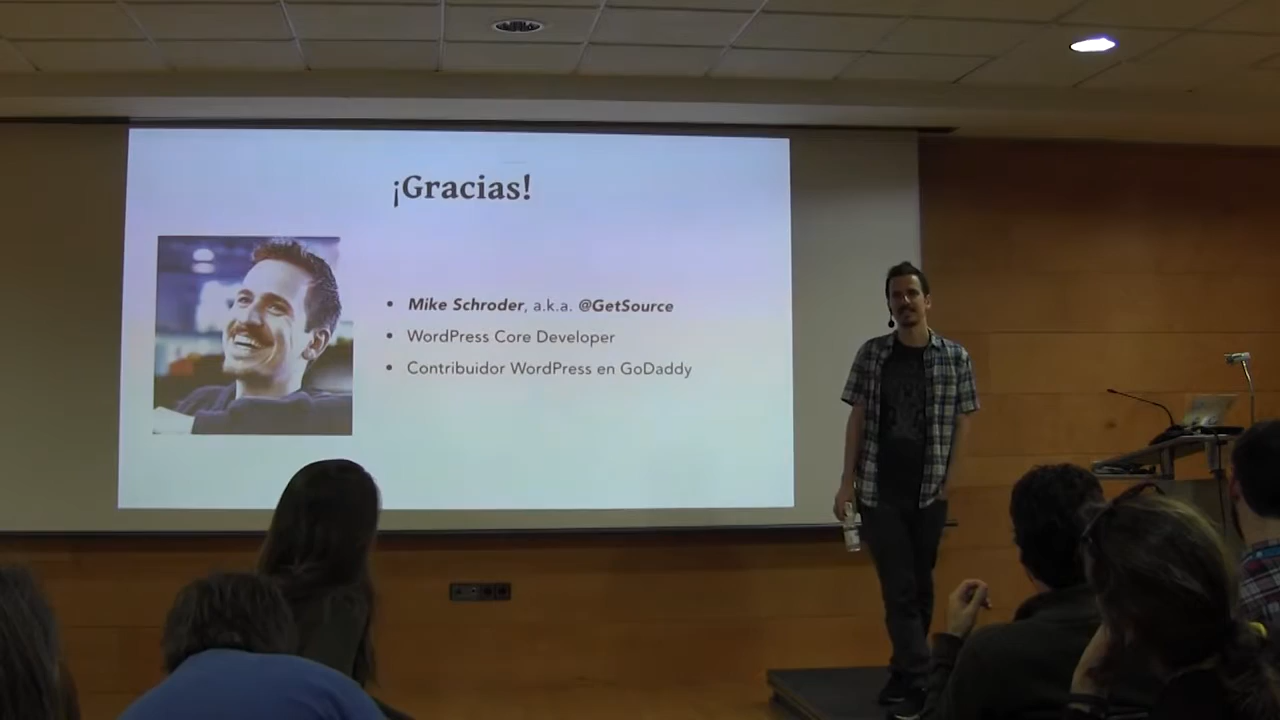 ¡Gracias!
• Mike Schroder, a.k.a. @GetSource
• WordPress Core Developer
• Contribuidor WordPress en GoDaddy